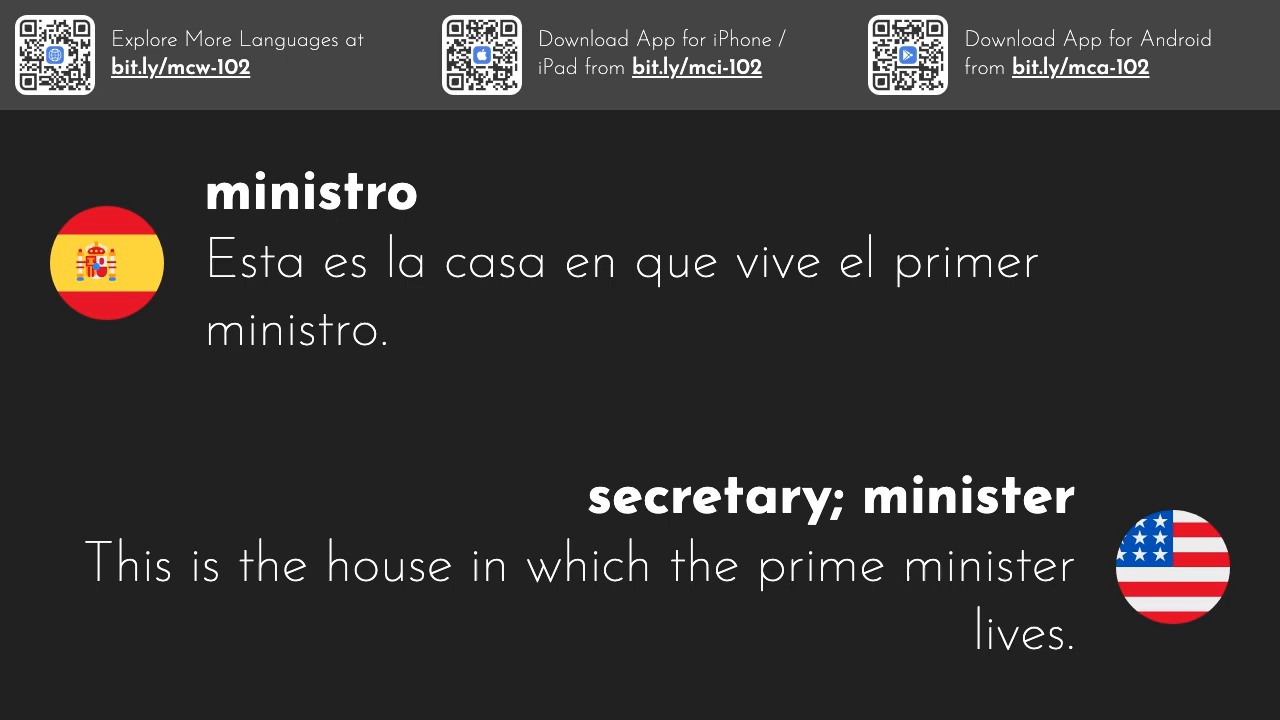 Explore More Languages at
bit.ly/mcw-102
Download App for iPhone /
iPad from bit.ly/mci-102
Download App for Android
from bit.ly/mca-102
ministro
Esta es la casa en que vive el primer
ministro.
secretary; minister
This is the house in which the prime minister
lives.